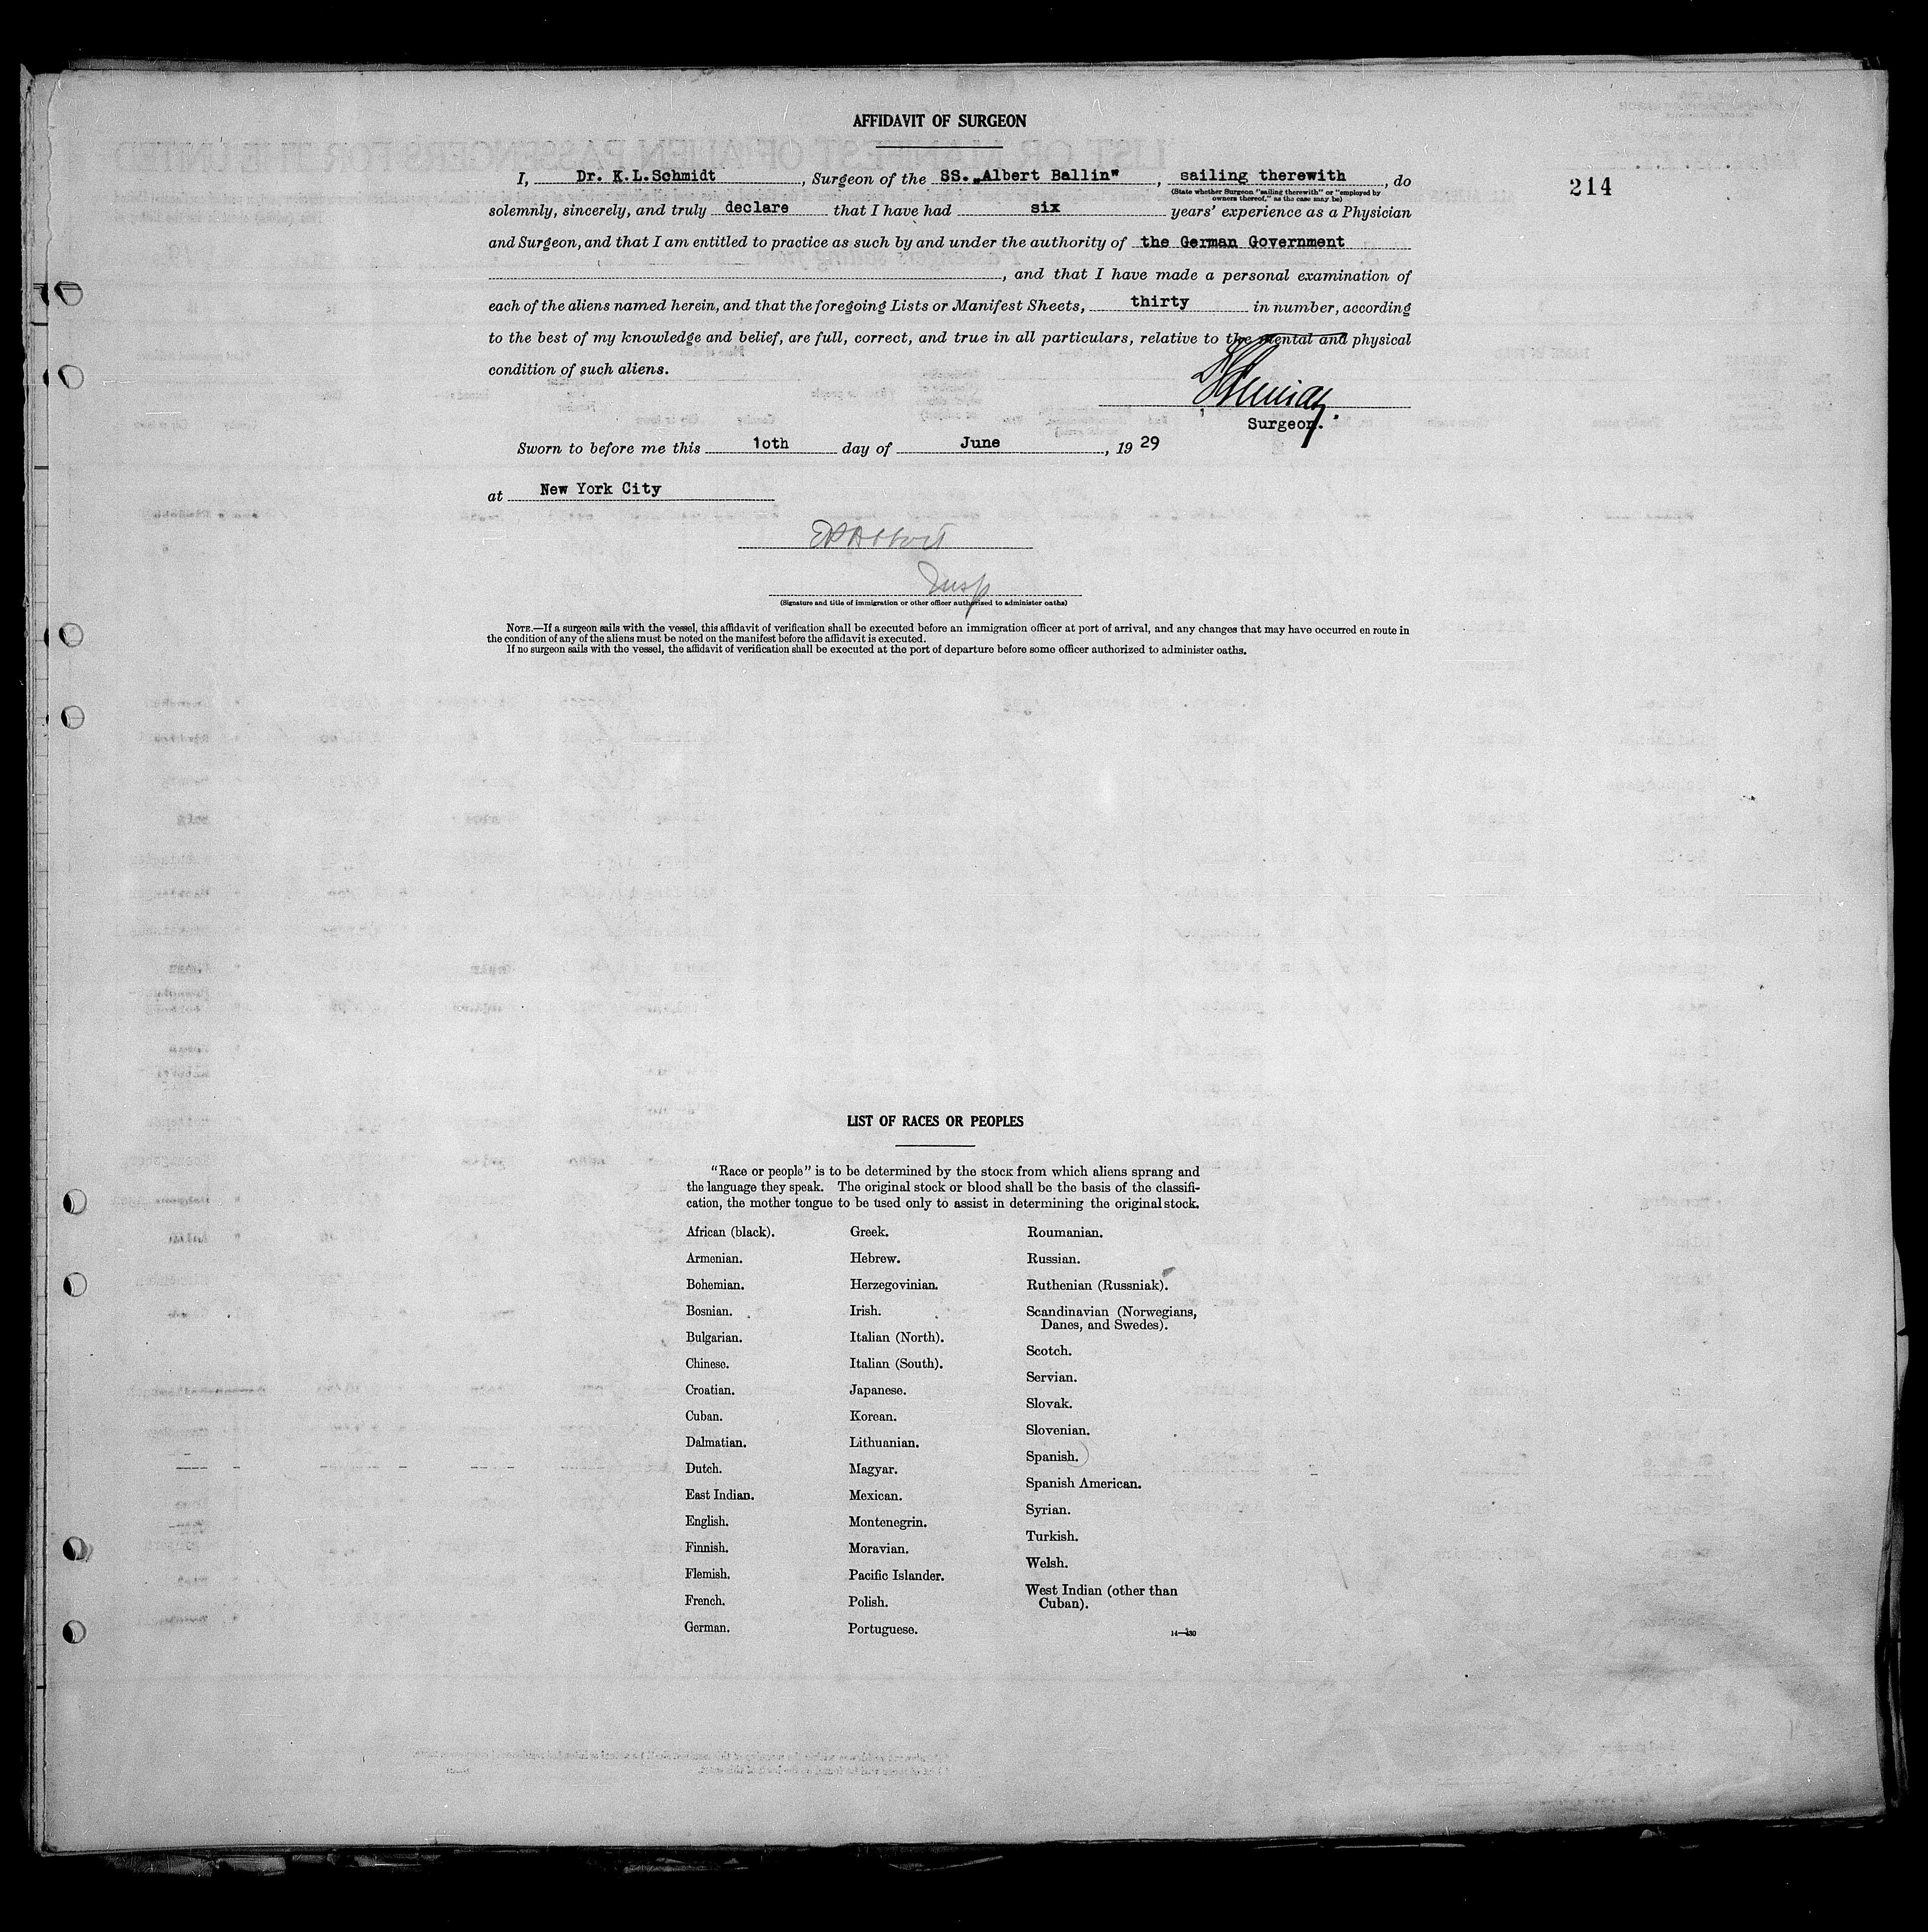 AFFIDAVIT OF SURGEON
214
I, Dr. K.L.Schmidt, Surgeon of the SS. „Albert Ballin", sailing therewith, do
(State whether Surgeon "sailing therewith" or "employed by
owners thereof," as the case may be)
solemnly, sincerely, and truly declare that I have had six years' experience as a Physician
and Surgeon, and that I am entitled to practice as such by and under the authority of the German Government
, and that I have made a personal examination of
each of the aliens named herein, and that the foregoing Lists or Manifest Sheets, thirty in number, according
to the best of my knowledge and belief, are full, correct, and true in all particulars, relative to the mental and physical
condition of such aliens.
Surgeon.
Sworn to before me this 1oth day of June, 19 29
at New York City
Insp
(Signature and title of immigration or other officer authorized to administer oaths)
NOTE.—If a surgeon sails with the vessel, this affidavit of verification shall be executed before an immigration officer at port of arrival, and any changes that may have occurred en route in
the condition of any of the aliens must be noted on the manifest before the affidavit is executed.
If no surgeon sails with the vessel, the affidavit of verification shall be executed at the port of departure before some officer authorized to administer oaths.
LIST OF RACES OR PEOPLES
"Race or people" is to be determined by the stock from which aliens sprang and
the language they speak. The original stock or blood shall be the basis of the classifi-
cation, the mother tongue to be used only to assist in determining the original stock.
African (black).
Armenian.
Bohemian.
Bosnian.
Bulgarian.
Chinese.
Croatian.
Cuban.
Dalmatian.
Dutch.
East Indian.
English.
Finnish.
Flemish.
French.
German.
Greek.
Hebrew.
Herzegovinian.
Irish.
Italian (North).
Italian (South).
Japanese.
Korean.
Lithuanian.
Magyar.
Mexican.
Montenegrin.
Moravian.
Pacific Islander.
Polish.
Portuguese.
Roumanian.
Russian.
Ruthenian (Russniak).
Scandinavian (Norwegians,
Danes, and Swedes).
Scotch.
Servian.
Slovak.
Slovenian.
Spanish.
Spanish American.
Syrian.
Turkish.
Welsh.
West Indian (other than
Cuban).